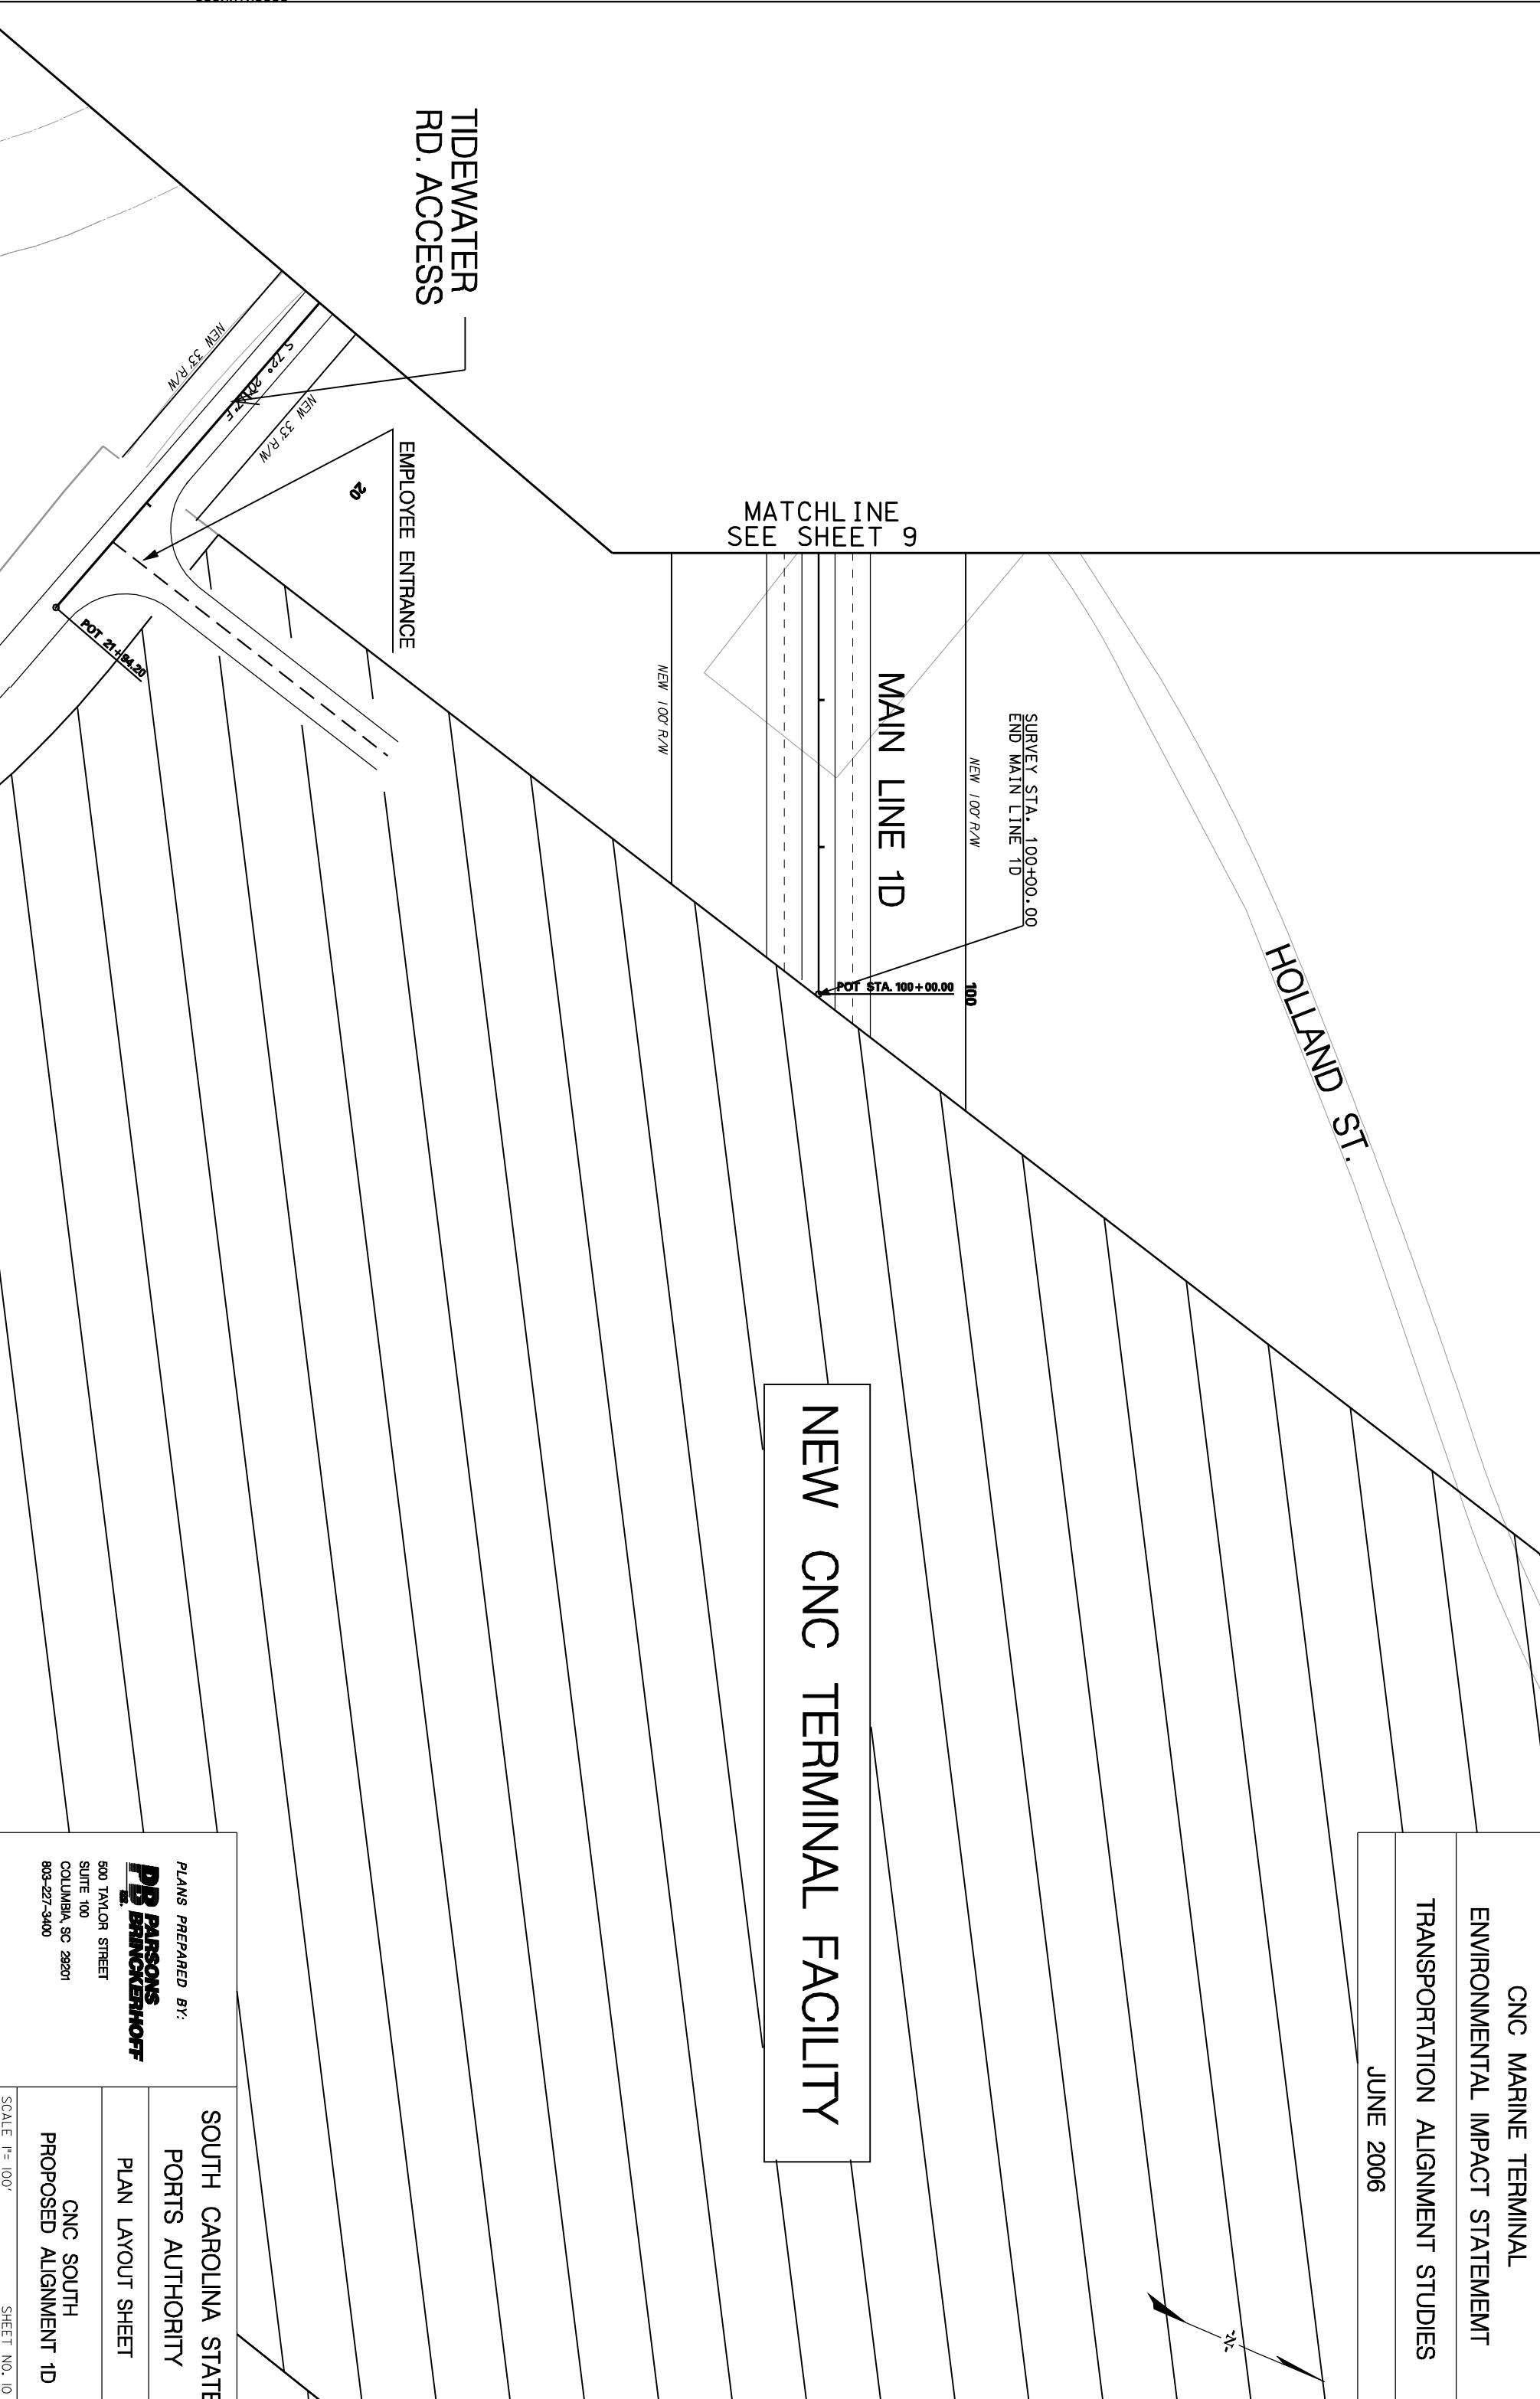 CNC MARINE TERMINAL
ENVIRONMENTAL IMPACT STATEMEMT
TRANSPORTATION ALIGNMENT STUDIES
JUNE 2006
HOLLAND ST.
SURVEY STA. 100+00.00
END MAIN LINE 1D
NEW 100' R/W
100
POT STA. 100+00.00
MAIN LINE 1D
MATCHLINE
SEE SHEET 9
NEW 100' R/W
NEW CNC TERMINAL FACILITY
TIDEWATER
RD. ACCESS
EMPLOYEE ENTRANCE
20
NEW 33' R/W
S 72°
NEW 33' R/W
POT 21+94.20
PLANS PREPARED BY:
PB PARSONS
BRINCKERHOFF
500 TAYLOR STREET
SUITE 100
COLUMBIA, SC 29201
803-227-3400
SOUTH CAROLINA STATE
PORTS AUTHORITY
PLAN LAYOUT SHEET
CNC SOUTH
PROPOSED ALIGNMENT 1D
SCALE 1"= 100'
SHEET NO. 10
-N-